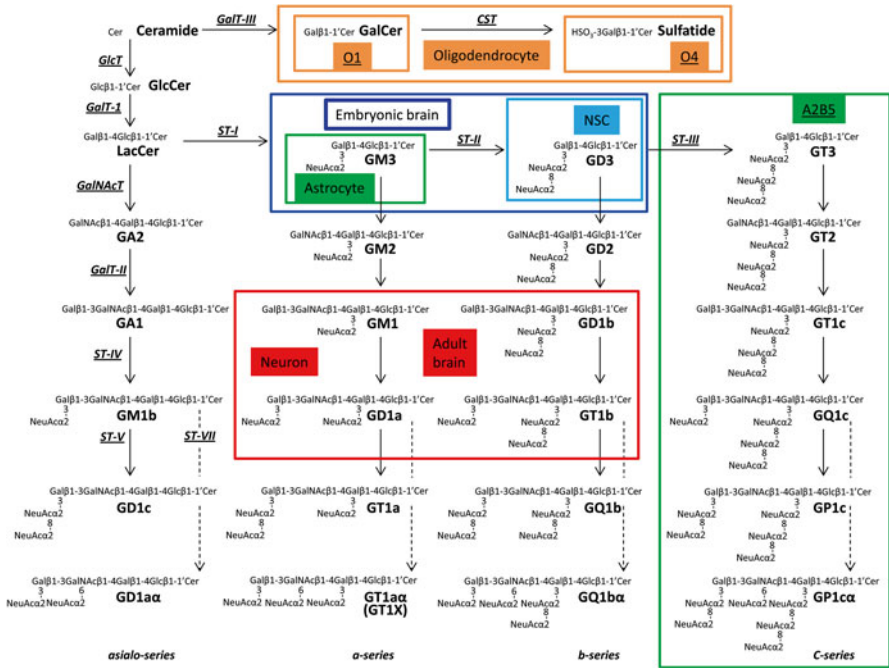 Cer Ceramide GalT-III Galβ1-1'Cer GalCer CST HSO₃-3Galβ1-1'Cer Sulfatide
O1 Oligodendrocyte O4
GlcT
Glcβ1-1'Cer GlcCer
GalT-1
Embryonic brain NSC A2B5
Galβ1-4Glcβ1-1'Cer ST-I Galβ1-4Glcβ1-1'Cer ST-II Galβ1-4Glcβ1-1'Cer ST-III Galβ1-4Glcβ1-1'Cer
LacCer 3 GM3 3 GD3 3 GT3
NeuAcα2 NeuAcα2 NeuAcα2
8 8
GalNAcT Astrocyte NeuAcα2 NeuAcα2
8
NeuAcα2
GalNAcβ1-4Galβ1-4Glcβ1-1'Cer GalNAcβ1-4Galβ1-4Glcβ1-1'Cer GalNAcβ1-4Galβ1-4Glcβ1-1'Cer GalNAcβ1-4Galβ1-4Glcβ1-1'Cer
GA2 3 GM2 3 GD2 3 GT2
NeuAcα2 NeuAcα2 NeuAcα2
8 8
GalT-II NeuAcα2 NeuAcα2
8
NeuAcα2
Galβ1-3GalNAcβ1-4Galβ1-4Glcβ1-1'Cer Galβ1-3GalNAcβ1-4Galβ1-4Glcβ1-1'Cer Galβ1-3GalNAcβ1-4Galβ1-4Glcβ1-1'Cer Galβ1-3GalNAcβ1-4Galβ1-4Glcβ1-1'Cer
GA1 3 GM1 3 GD1b 3 GT1c
NeuAcα2 NeuAcα2 NeuAcα2
8 8
ST-IV Neuron Adult NeuAcα2 NeuAcα2
brain 8
NeuAcα2
Galβ1-3GalNAcβ1-4Galβ1-4Glcβ1-1'Cer Galβ1-3GalNAcβ1-4Galβ1-4Glcβ1-1'Cer Galβ1-3GalNAcβ1-4Galβ1-4Glcβ1-1'Cer Galβ1-3GalNAcβ1-4Galβ1-4Glcβ1-1'Cer
3 GM1b 3 3 GD1a 3 3 GT1b 3 3 GQ1c
NeuAcα2 NeuAcα2 NeuAcα2 NeuAcα2 NeuAcα2 NeuAcα2 NeuAcα2
8 8
ST-V ST-VII NeuAcα2 NeuAcα2
8
NeuAcα2
Galβ1-3GalNAcβ1-4Galβ1-4Glcβ1-1'Cer Galβ1-3GalNAcβ1-4Galβ1-4Glcβ1-1'Cer Galβ1-3GalNAcβ1-4Galβ1-4Glcβ1-1'Cer Galβ1-3GalNAcβ1-4Galβ1-4Glcβ1-1'Cer
3 GD1c 3 3 GT1a 3 3 GQ1b 3 3 GP1c
NeuAcα2 NeuAcα2 NeuAcα2 NeuAcα2 NeuAcα2 NeuAcα2 NeuAcα2
8 8 8 8 8 8
NeuAcα2 NeuAcα2 NeuAcα2 NeuAcα2 NeuAcα2 NeuAcα2
8
NeuAcα2
Galβ1-3GalNAcβ1-4Galβ1-4Glcβ1-1'Cer Galβ1-3GalNAcβ1-4Galβ1-4Glcβ1-1'Cer Galβ1-3GalNAcβ1-4Galβ1-4Glcβ1-1'Cer Galβ1-3GalNAcβ1-4Galβ1-4Glcβ1-1'Cer
3 6 GD1aα 3 6 3 GT1aα 3 6 3 GQ1bα 3 6 3 GP1cα
NeuAcα2 NeuAcα2 NeuAcα2 NeuAcα2 NeuAcα2 (GT1X) NeuAcα2 NeuAcα2 NeuAcα2 NeuAcα2 NeuAcα2 NeuAcα2
8 8
NeuAcα2 NeuAcα2
8
NeuAcα2
asialo-series a-series b-series C-series